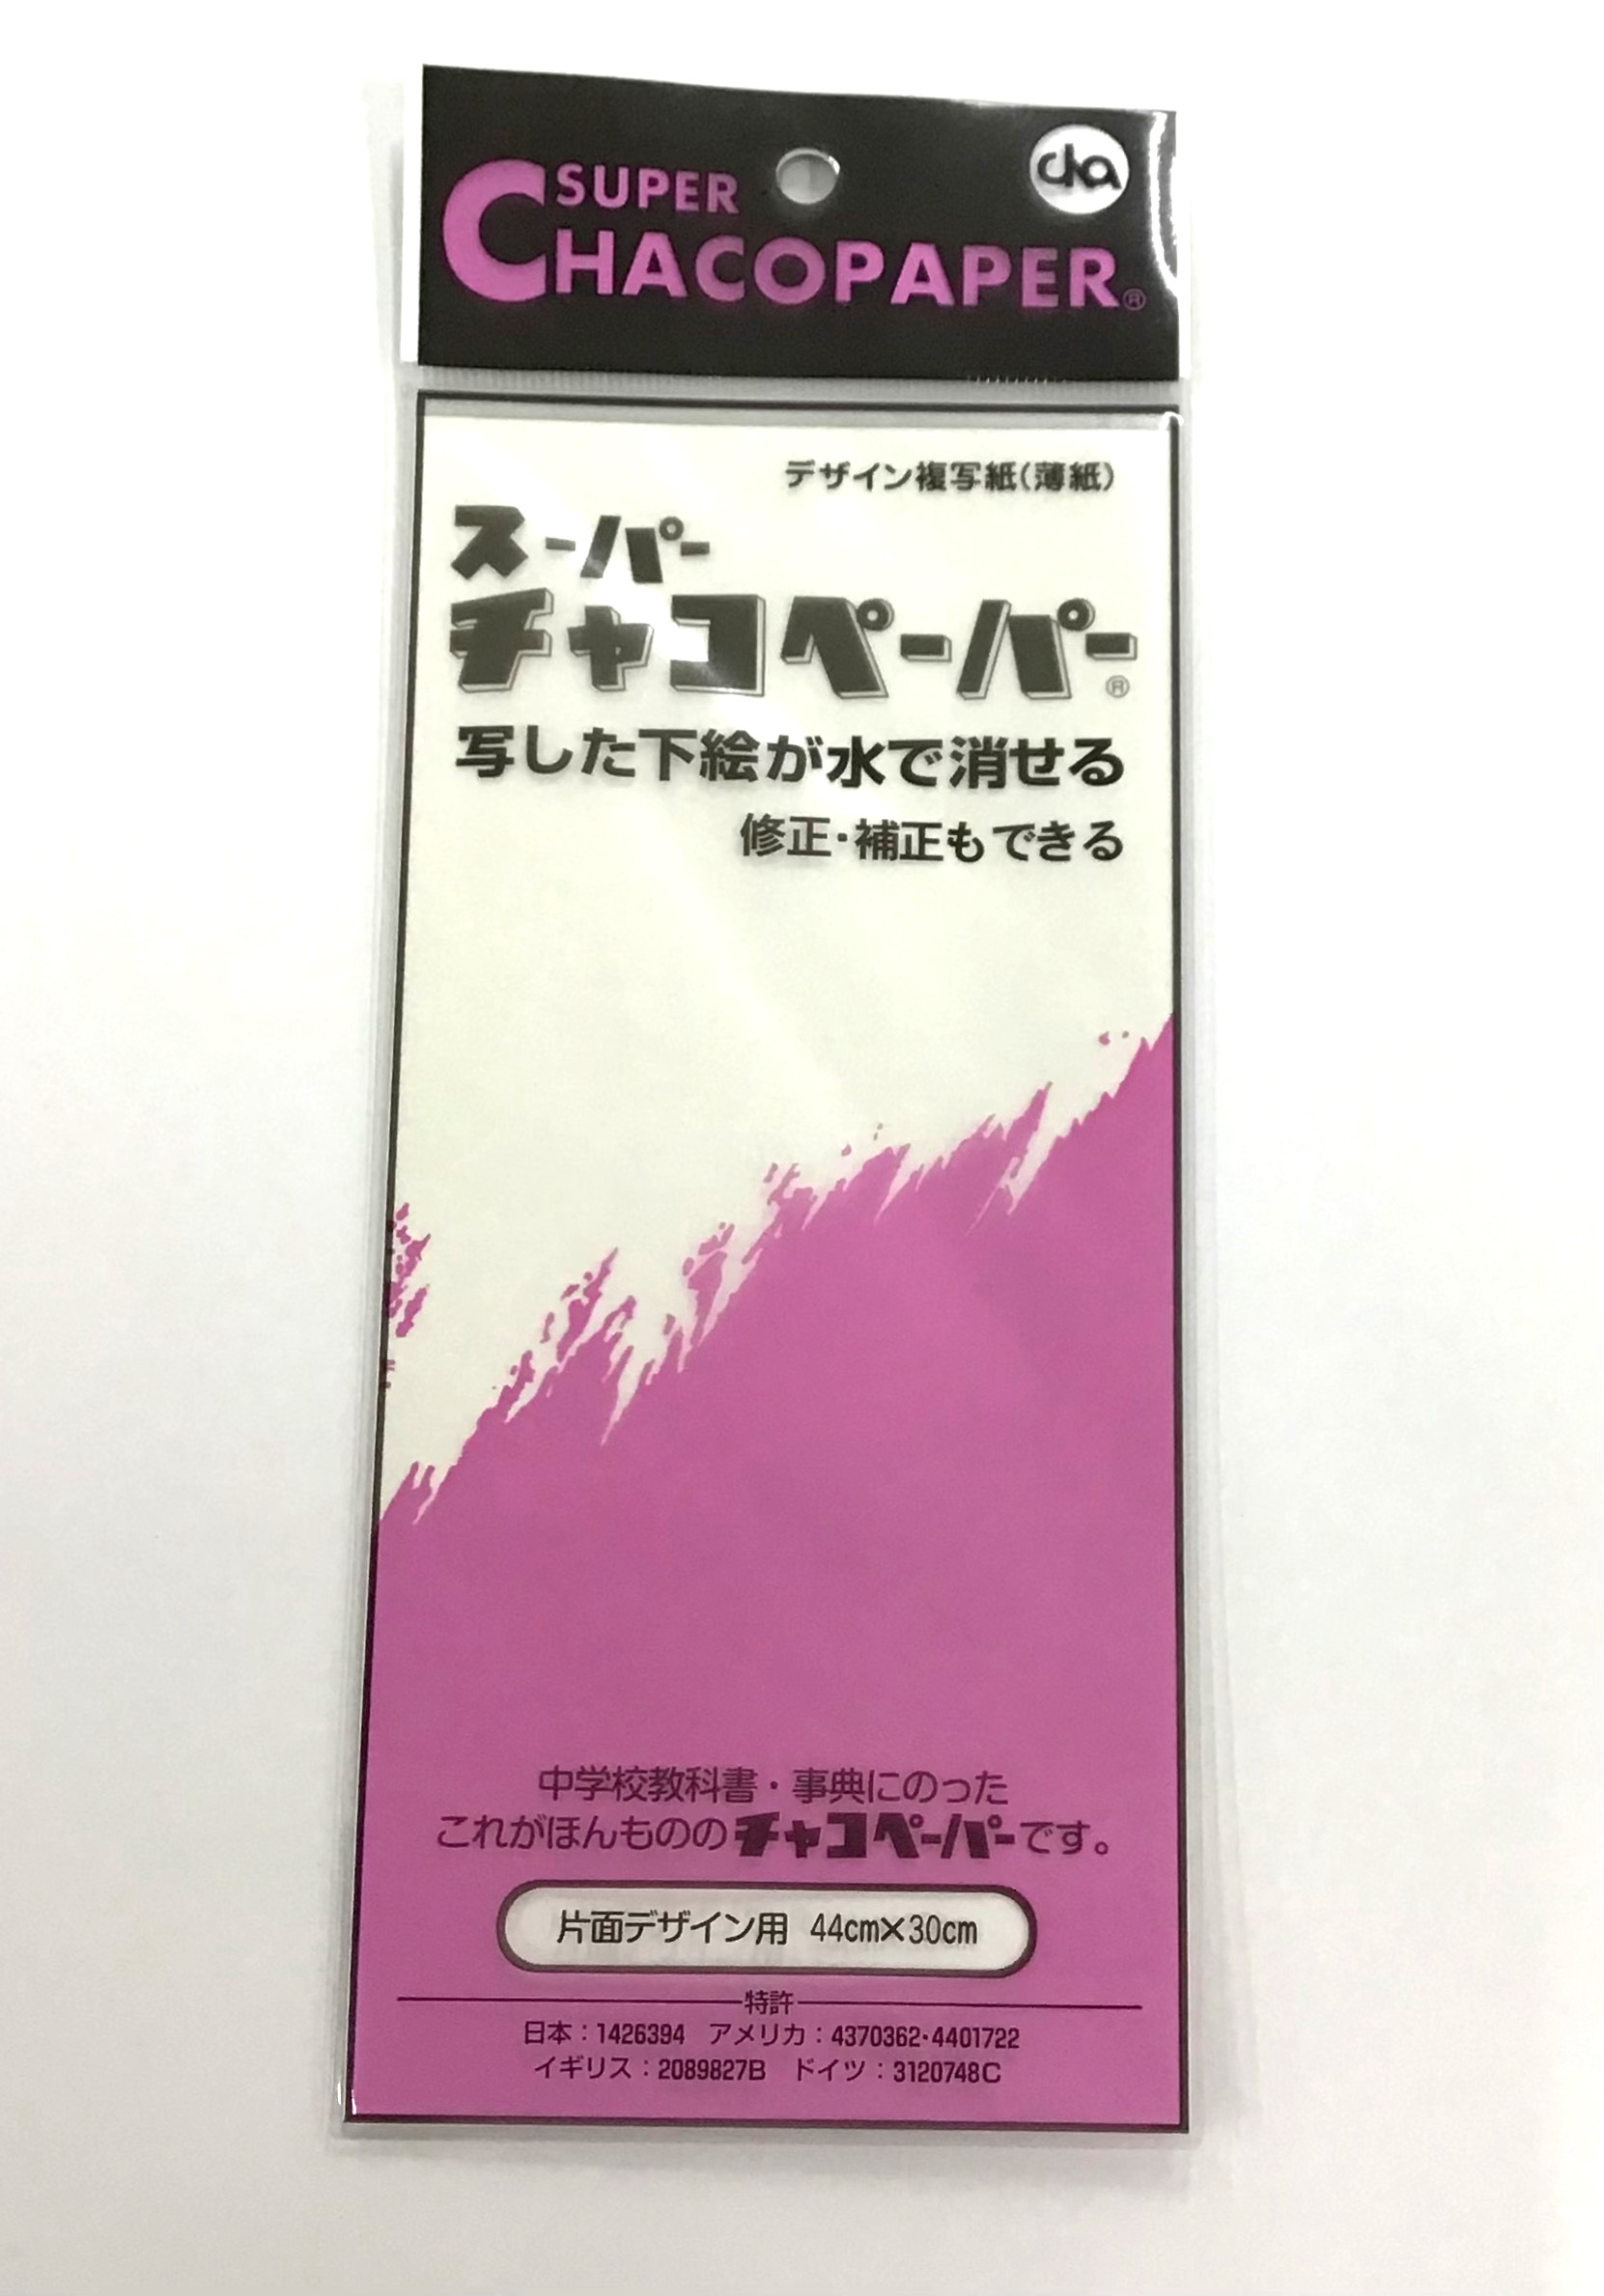 SUPER
CHACOPAPER®
cha
デザイン複写紙(薄紙)
スーパー
チャコペーパー®
写した下絵が水で消せる
修正・補正もできる
中学校教科書・事典にのった
これがほんもののチャコペーパーです。
片面デザイン用 44cm×30cm
特許
日本:1426394 アメリカ:4370362・4401722
イギリス:2089827B ドイツ:3120748C